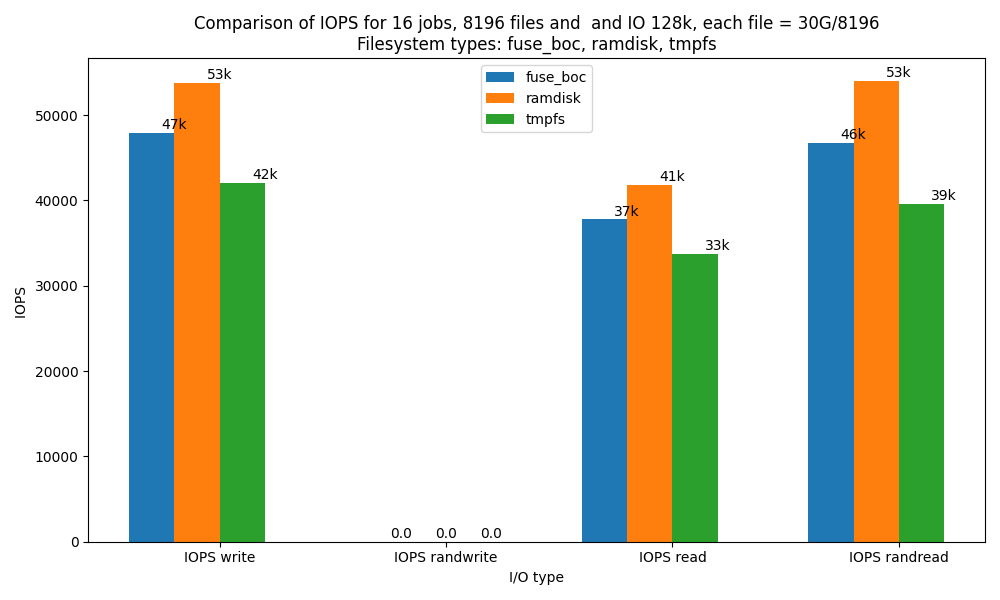 Comparison of IOPS for 16 jobs, 8196 files and  and IO 128k, each file = 30G/8196
Filesystem types: fuse_boc, ramdisk, tmpfs
fuse_boc
ramdisk
tmpfs
IOPS
50000
40000
30000
20000
10000
0
47k
53k
42k
0.0
0.0
0.0
37k
41k
33k
46k
53k
39k
IOPS write
IOPS randwrite
IOPS read
IOPS randread
I/O type